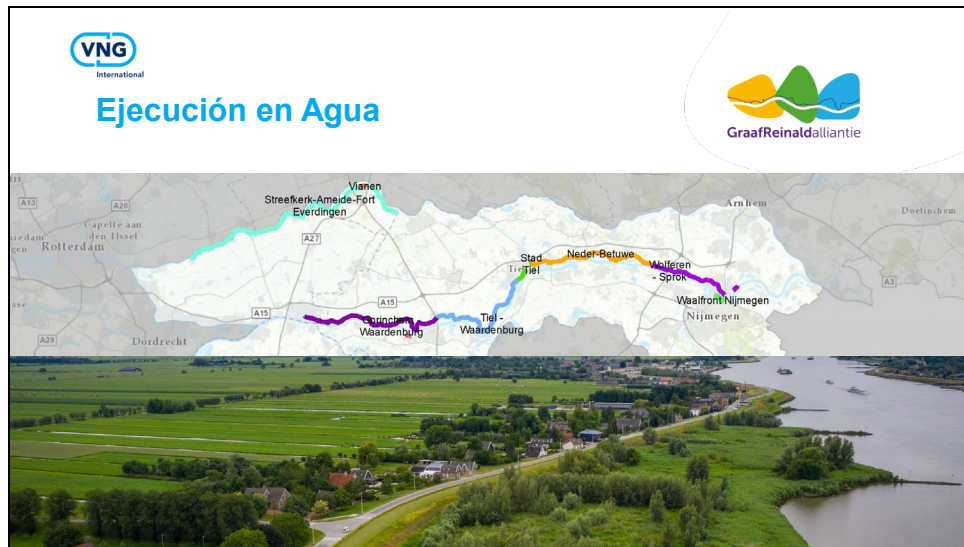 VNG
International
Ejecución en Agua
GraafReinaldalliantie
Vianen
Streefkerk-Ameide-Fort
Everdingen
A13
A20
Capelle aan
den IJssel
Rotterdam
A27
Arnhem
Doetinchem
Stad
Tiel
Neder-Betuwe
Wolferen
- Sprok
A3
A15
A15
Waalfront Nijmegen
Nijmegen
Gorinchem
Waardenburg
Tiel -
Waardenburg
A29
Dordrecht